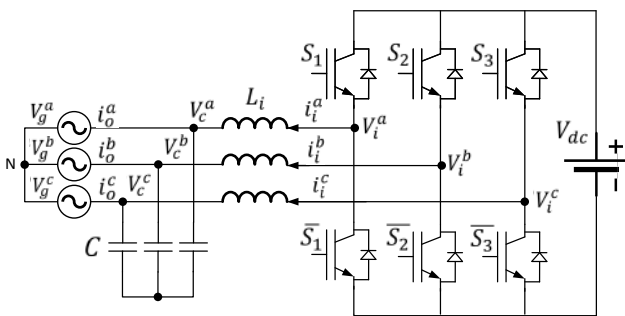 S₁ S₂ S₃
V_g^a i_o^a V_c^a L_i i_i^a V_i^a V_dc +
N V_g^b i_o^b V_c^b i_i^b V_i^b −
V_g^c i_o^c V_c^c i_i^c V_i^c
C S̅₁ S̅₂ S̅₃